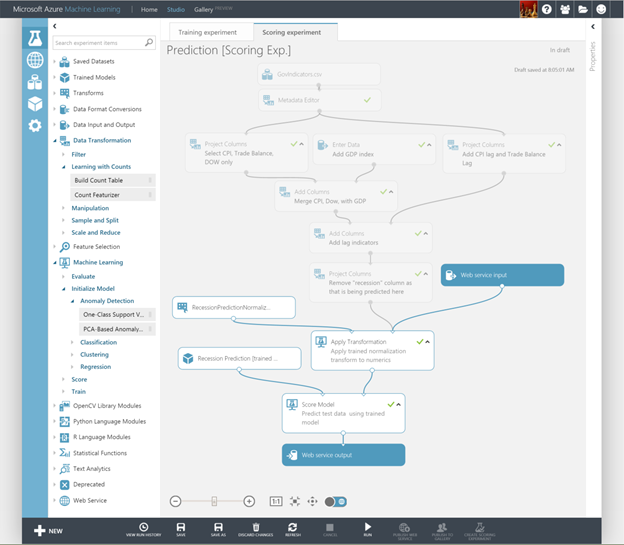 Microsoft Azure Machine Learning
Home
Studio
Gallery PREVIEW
Search experiment items
Saved Datasets
Trained Models
Transforms
Data Format Conversions
Data Input and Output
Data Transformation
Filter
Learning with Counts
Build Count Table
Count Featurizer
Manipulation
Sample and Split
Scale and Reduce
Feature Selection
Machine Learning
Evaluate
Initialize Model
Anomaly Detection
One-Class Support V...
PCA-Based Anomaly...
Classification
Clustering
Regression
Score
Train
OpenCV Library Modules
Python Language Modules
R Language Modules
Statistical Functions
Text Analytics
Deprecated
Web Service
Training experiment
Scoring experiment
Prediction [Scoring Exp.]
In draft
Draft saved at 8:05:01 AM
Properties
GovIndicators.csv
Metadata Editor
Project Columns
Select CPI, Trade Balance,
DOW only
Enter Data
Add GDP index
Project Columns
Add CPI lag and Trade Balance
Lag
Add Columns
Merge CPI, Dow, with GDP
Add Columns
Add lag indicators
Project Columns
Remove "recession" column as
that is being predicted here
Web service input
RecessionPredictionNormaliz...
Apply Transformation
Apply trained normalization
transform to numerics
Recession Prediction [trained ...
Score Model
Predict test data using trained
model
Web service output
1:1
NEW
VIEW RUN HISTORY
SAVE
SAVE AS
DISCARD CHANGES
REFRESH
CANCEL
RUN
PUBLISH WEB
SERVICE
PUBLISH TO
GALLERY
CREATE SCORING
EXPERIMENT